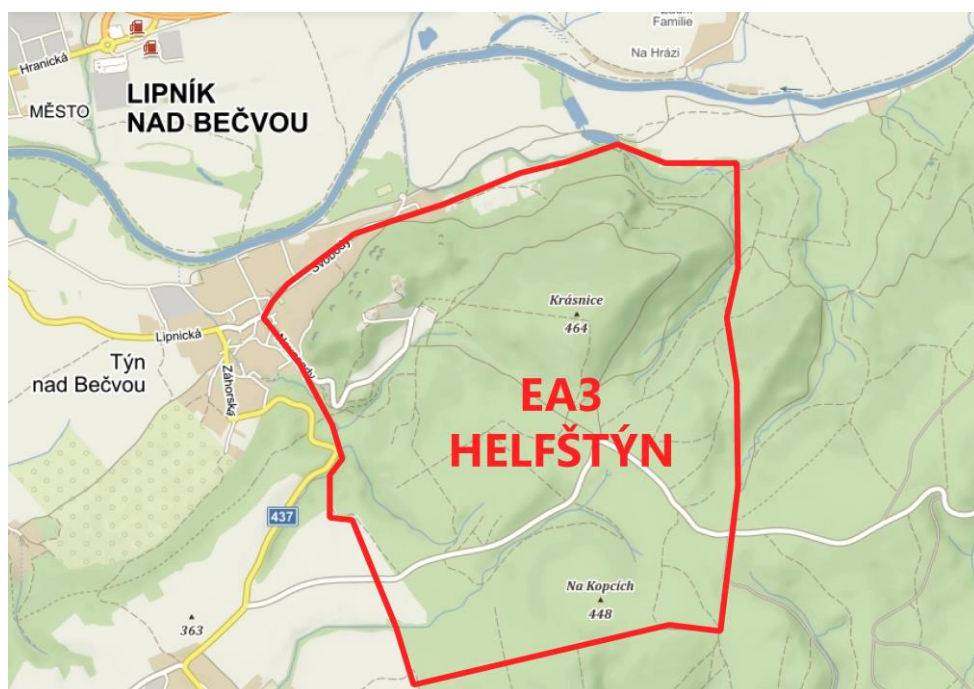 Zadní
Familie
Na Hrázi
Hranická
LIPNÍK
NAD BEČVOU
MĚSTO
Svobody
Krásnice
464
Lipnická
Týn
nad Bečvou
Záhorská
EA3
HELFŠTÝN
437
Na Kopcích
448
363